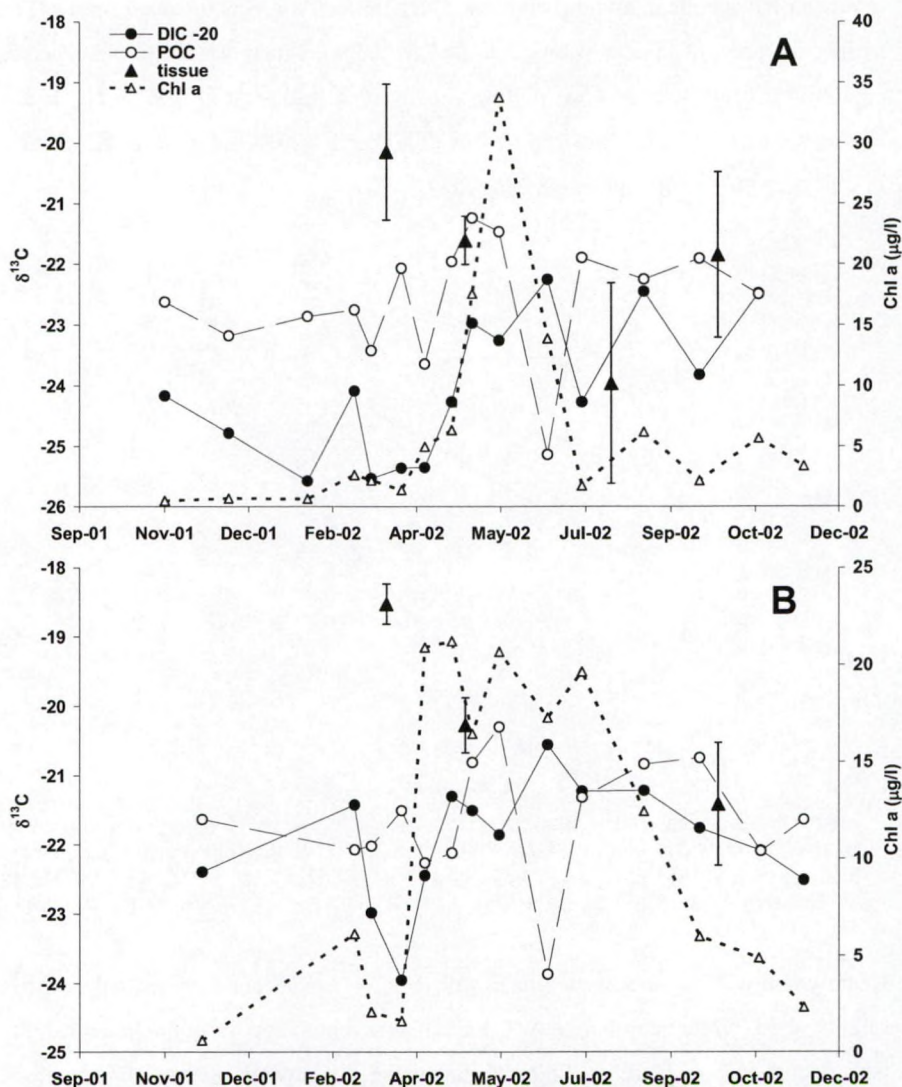 -18
-19
-20
-21
-22
-23
-24
-25
-26
δ13C
DIC -20
POC
tissue
Chl a
A
40
35
30
25
20
15
10
5
0
Chl a (µg/l)
Sep-01 Nov-01 Dec-01 Feb-02 Apr-02 May-02 Jul-02 Sep-02 Oct-02 Dec-02
-18
-19
-20
-21
-22
-23
-24
-25
δ13C
B
25
20
15
10
5
0
Chl a (µg/l)
Sep-01 Nov-01 Dec-01 Feb-02 Apr-02 May-02 Jul-02 Sep-02 Oct-02 Dec-02